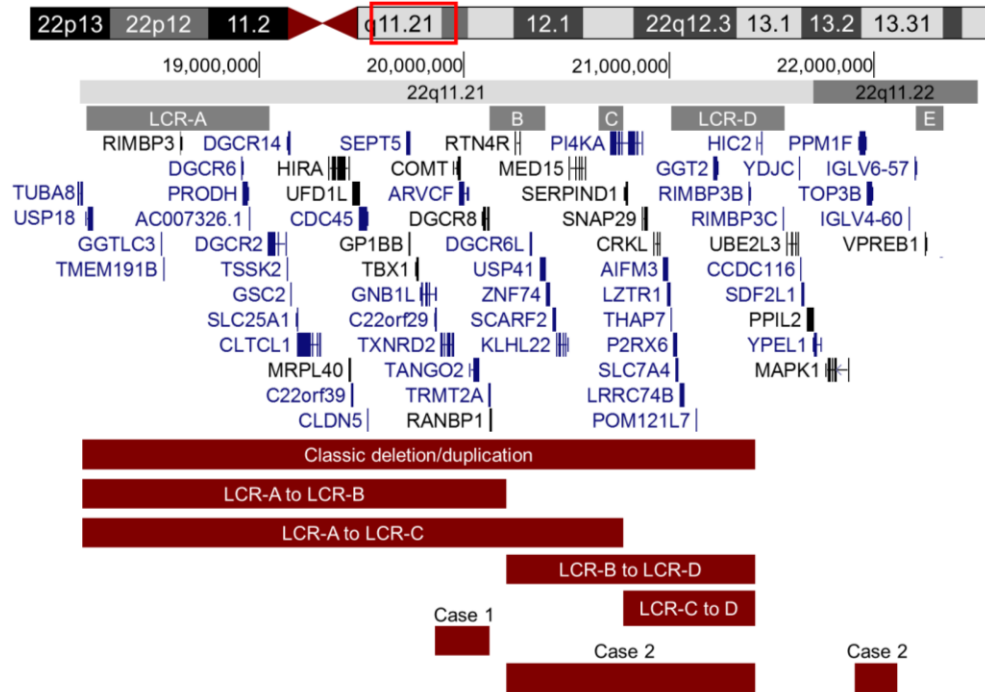 22p13 22p12 11.2 q11.21 12.1 22q12.3 13.1 13.2 13.31
19,000,000 20,000,000 21,000,000 22,000,000
22q11.21 22q11.22
LCR-A B C LCR-D E
RIMBP3 DGCR14 SEPT5 RTN4R PI4KA HIC2 PPM1F
DGCR6 HIRA COMT MED15 GGT2 YDJC IGLV6-57
TUBA8 PRODH UFD1L ARVCF SERPIND1 RIMBP3B TOP3B
USP18 AC007326.1 CDC45 DGCR8 SNAP29 RIMBP3C IGLV4-60
GGTLC3 DGCR2 GP1BB DGCR6L CRKL UBE2L3 VPREB1
TMEM191B TSSK2 TBX1 USP41 AIFM3 CCDC116
GSC2 GNB1L ZNF74 LZTR1 SDF2L1
SLC25A1 C22orf29 SCARF2 THAP7 PPIL2
CLTCL1 TXNRD2 KLHL22 P2RX6 YPEL1
MRPL40 TANGO2 SLC7A4 MAPK1
C22orf39 TRMT2A LRRC74B
CLDN5 RANBP1 POM121L7
Classic deletion/duplication
LCR-A to LCR-B
LCR-A to LCR-C
LCR-B to LCR-D
LCR-C to D
Case 1
Case 2 Case 2